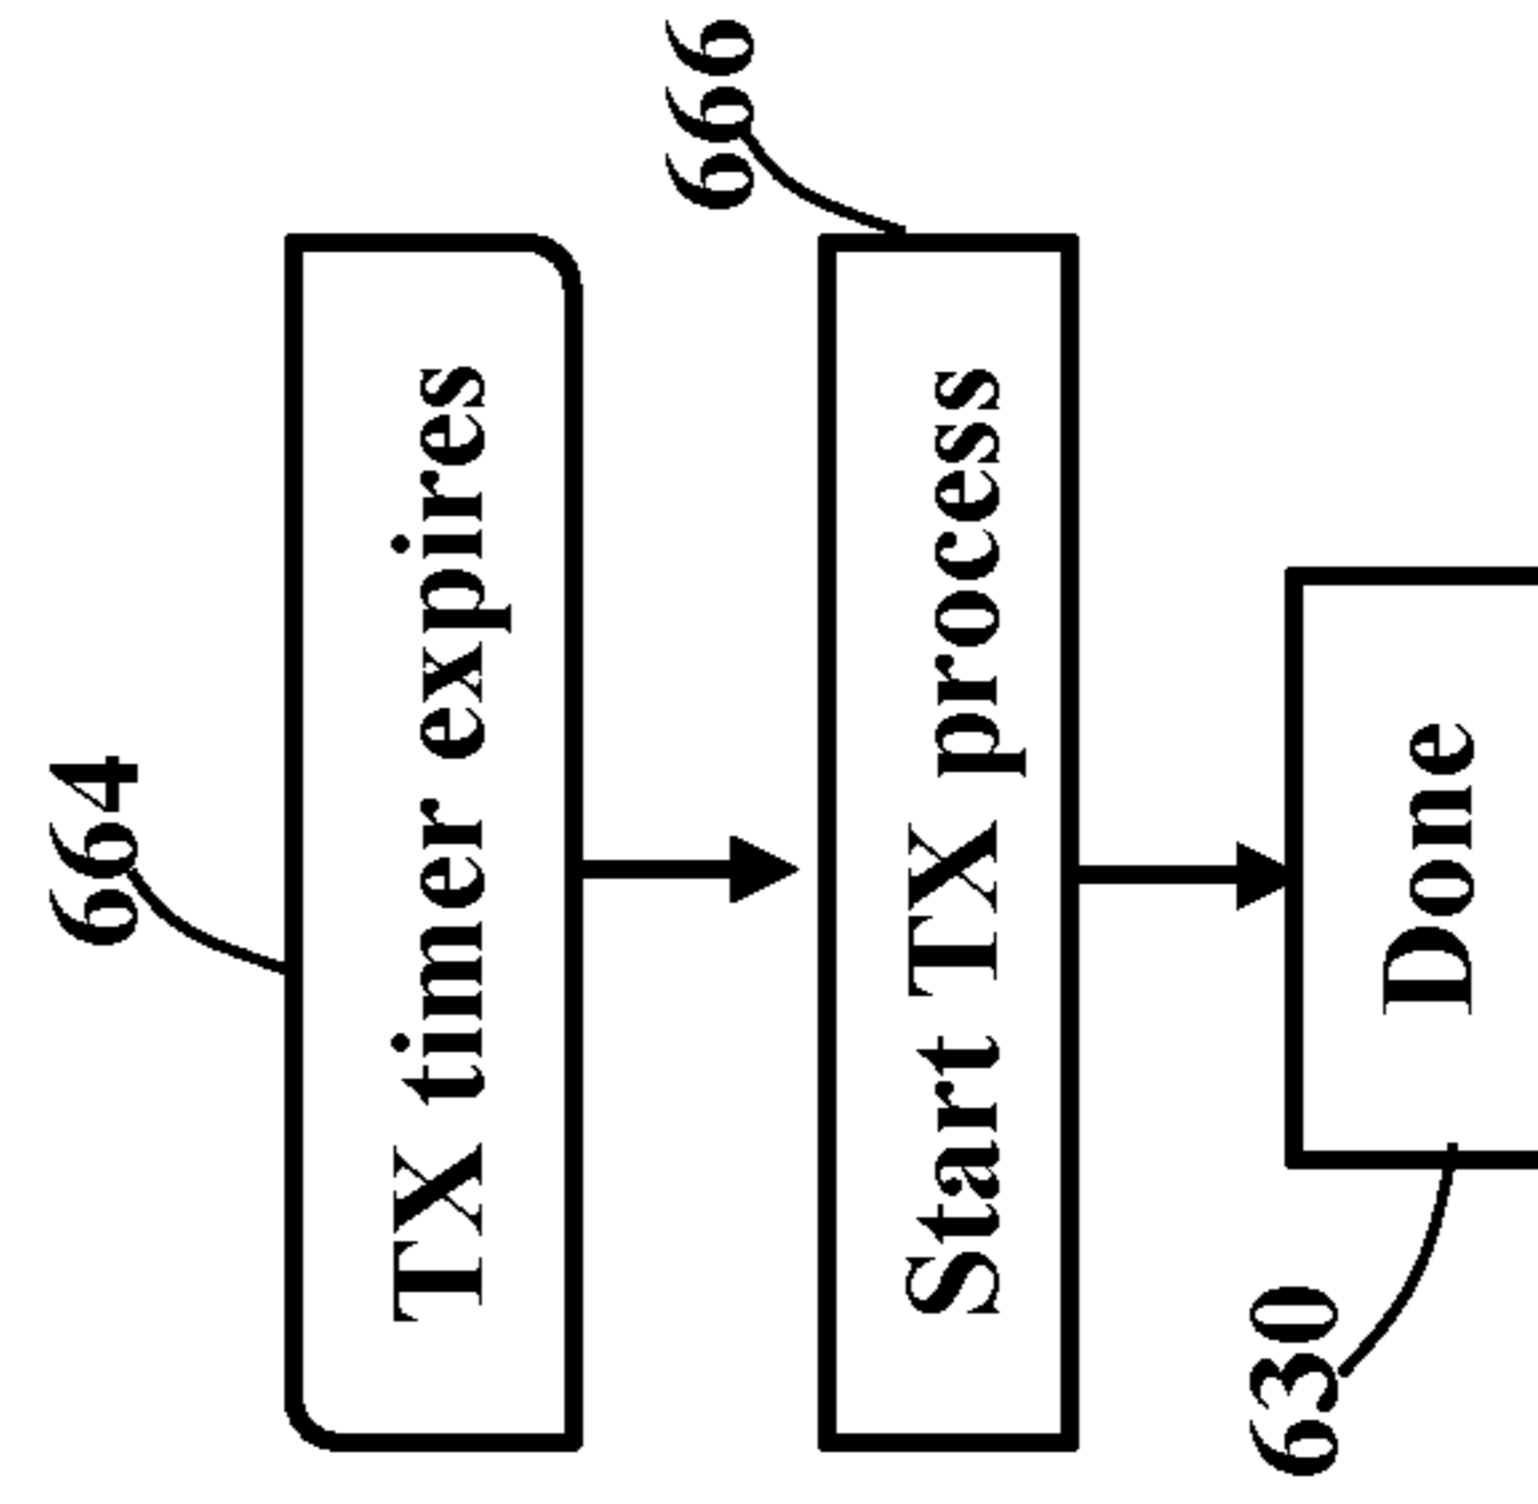 664
TX timer expires
666
Start TX process
630
Done